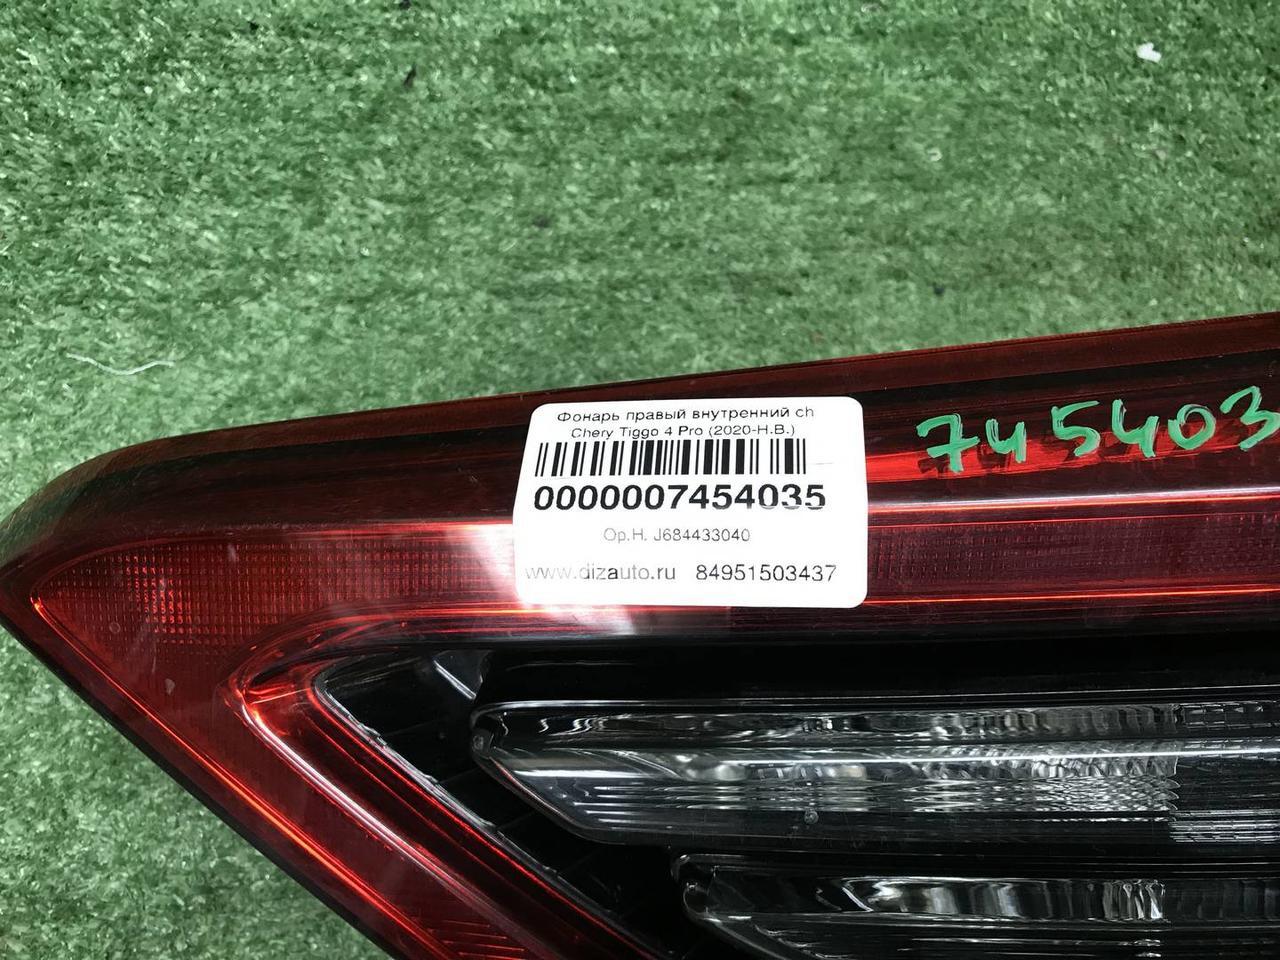 Фонарь правый внутренний ch
Chery Tiggo 4 Pro (2020-Н.В.)
0000007454035
Ор.Н. J684433040
www.dizauto.ru 84951503437
745403